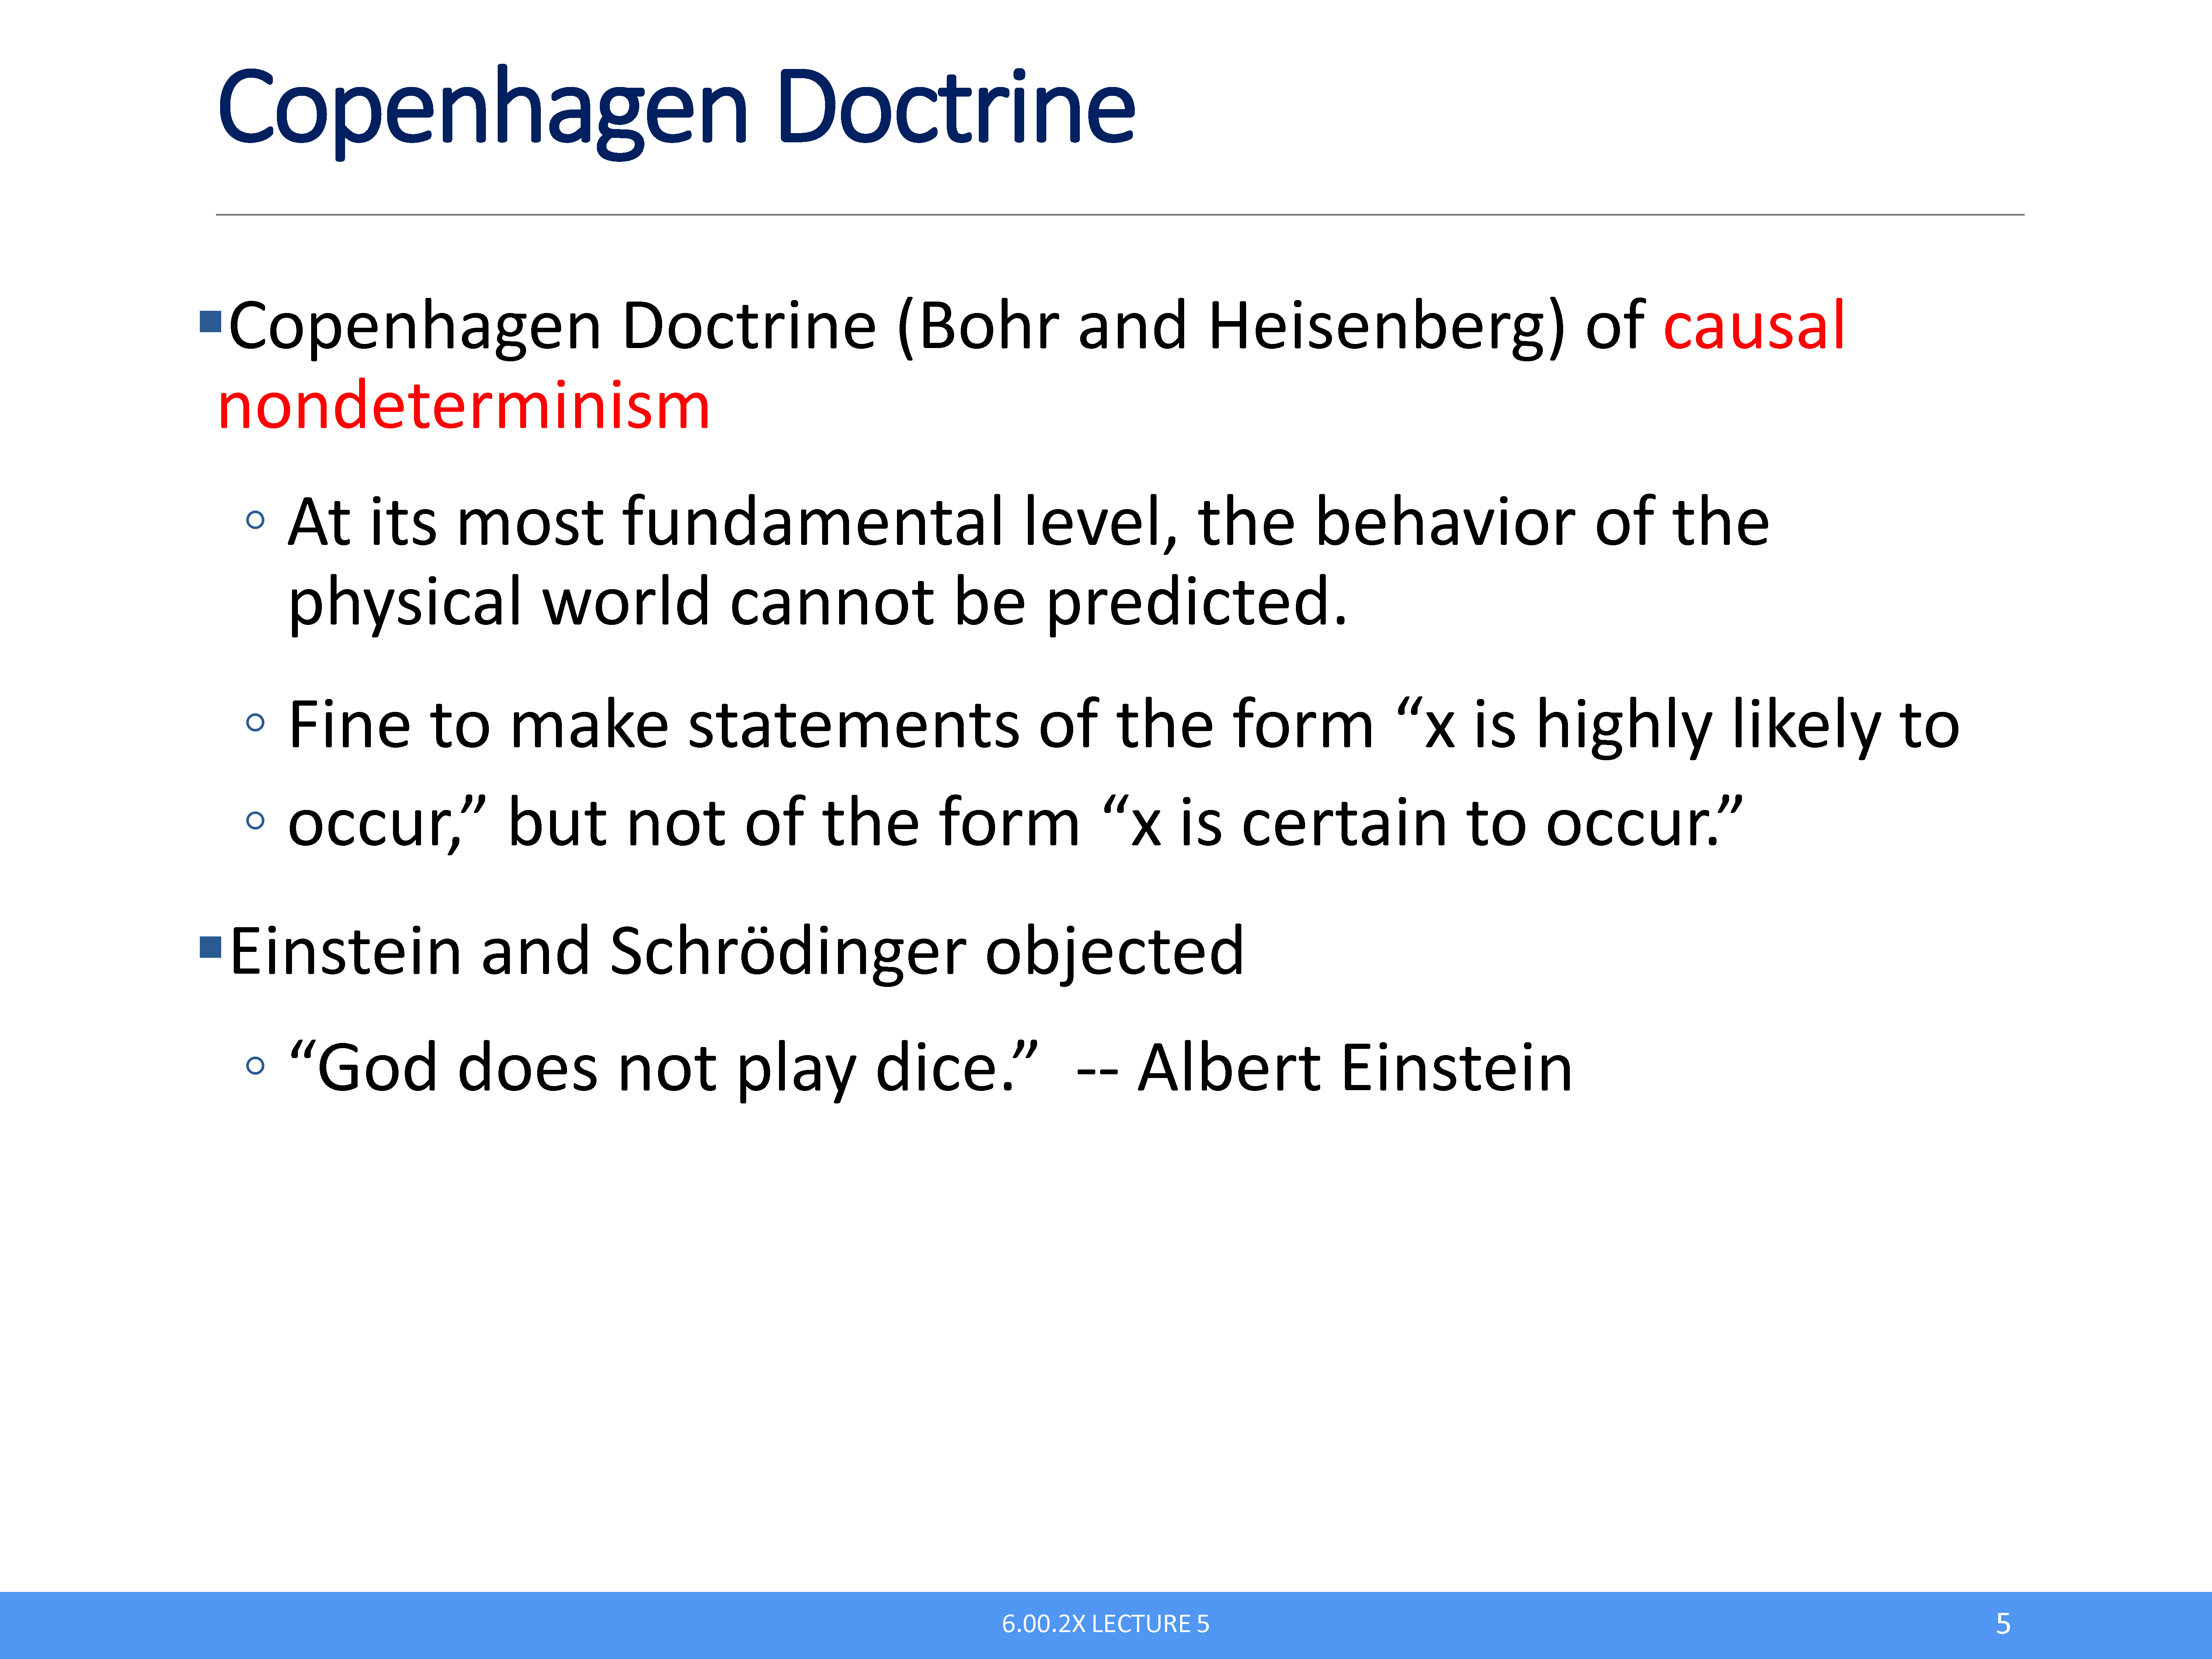 Copenhagen Doctrine
▪Copenhagen Doctrine (Bohr and Heisenberg) of causal
nondeterminism
◦ At its most fundamental level, the behavior of the
physical world cannot be predicted.
◦ Fine to make statements of the form “x is highly likely to
◦ occur,” but not of the form “x is certain to occur.”
▪Einstein and Schrödinger objected
◦ “God does not play dice.”  -- Albert Einstein
6.00.2X LECTURE 5
5